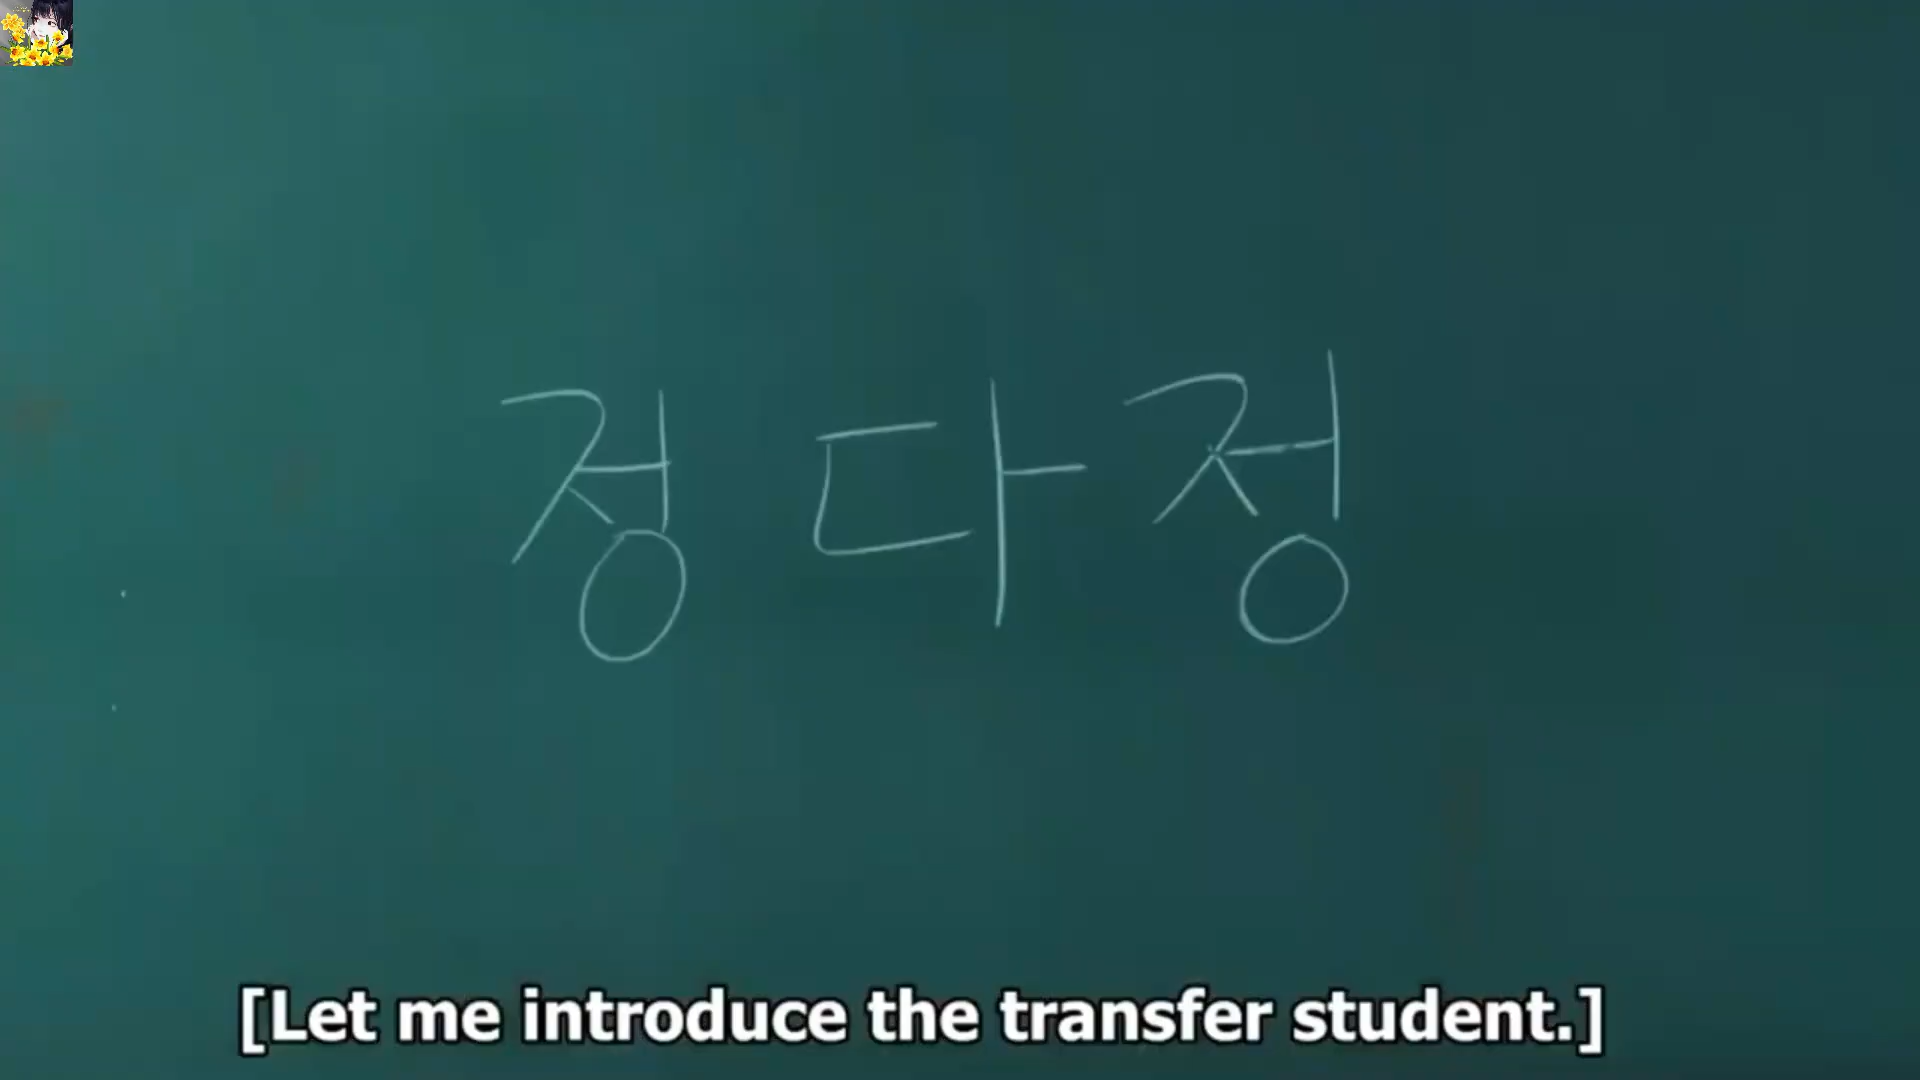 정다정
[Let me introduce the transfer student.]